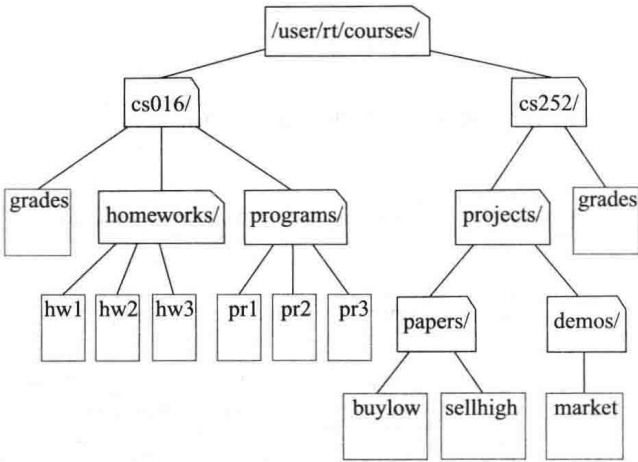 /user/rt/courses/
cs016/ cs252/
grades homeworks/ programs/ projects/ grades
hw1 hw2 hw3 pr1 pr2 pr3 papers/ demos/
buylow sellhigh market